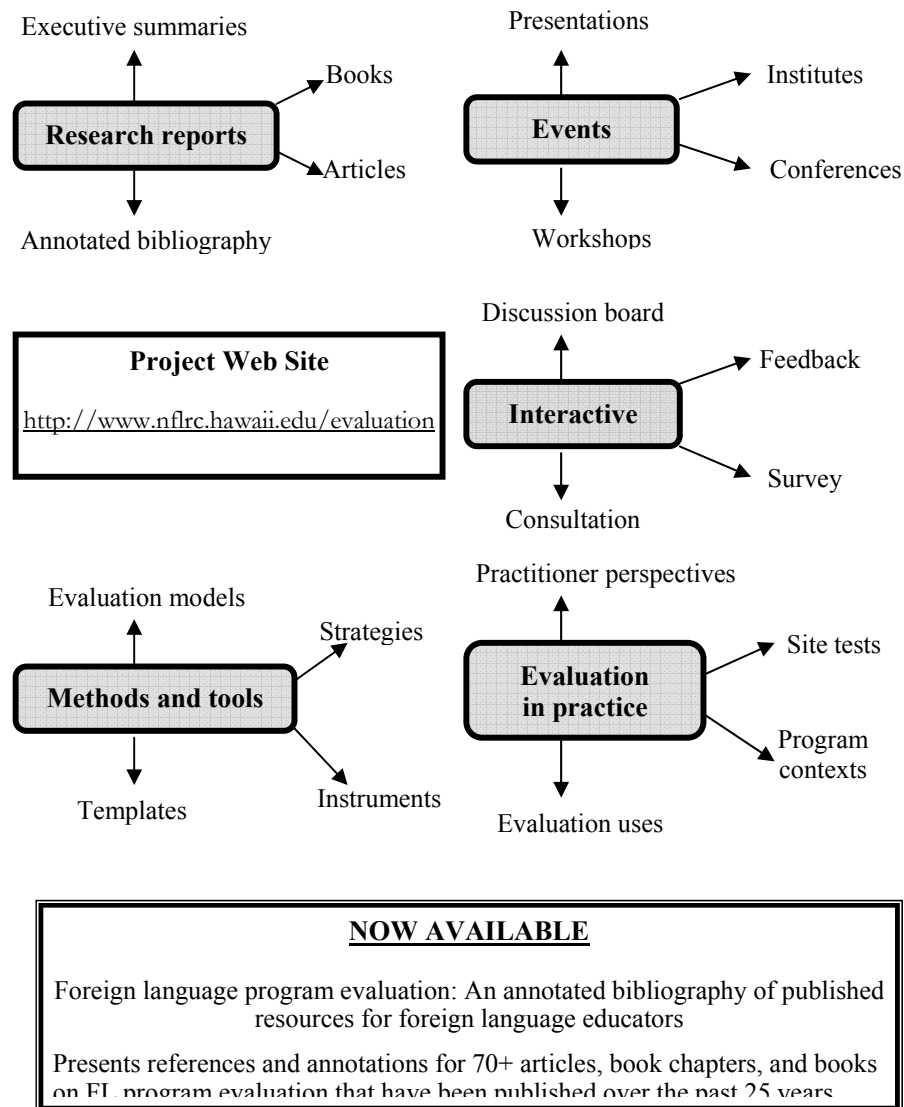 Executive summaries
Books
Research reports
Articles
Annotated bibliography
Presentations
Institutes
Events
Conferences
Workshops
Project Web Site
http://www.nflrc.hawaii.edu/evaluation
Discussion board
Feedback
Interactive
Survey
Consultation
Evaluation models
Strategies
Methods and tools
Instruments
Templates
Practitioner perspectives
Site tests
Evaluation
in practice
Program
contexts
Evaluation uses
NOW AVAILABLE
Foreign language program evaluation: An annotated bibliography of published
resources for foreign language educators
Presents references and annotations for 70+ articles, book chapters, and books
on FL program evaluation that have been published over the past 25 years